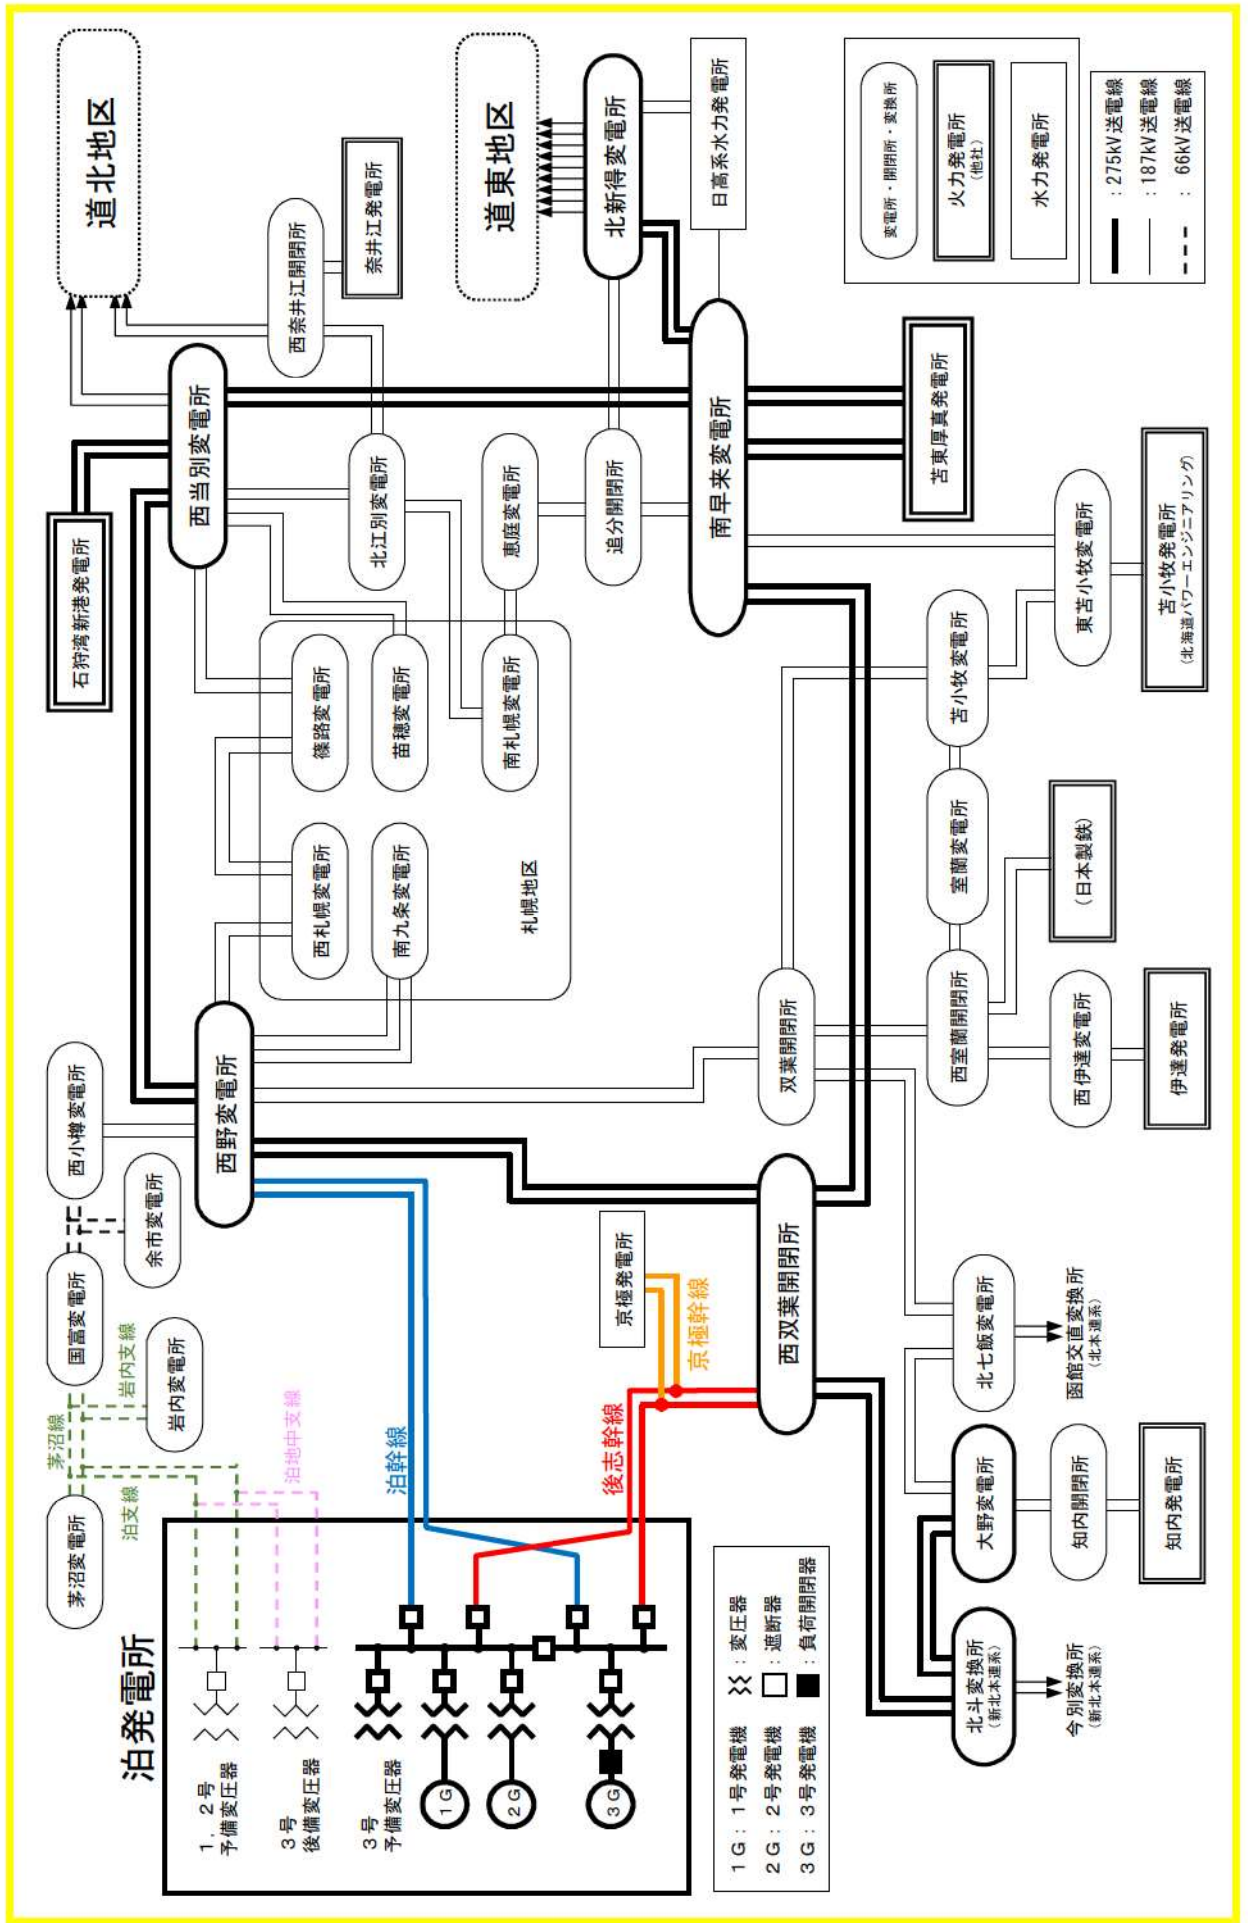 泊発電所
1，2号
予備変圧器
3号
後備変圧器
3号
予備変圧器
1G
2G
3G
茅沼変電所
茅沼線
泊支線
岩内支線
泊地中支線
岩内変電所
国富変電所
余市変電所
西小樽変電所
泊幹線
後志幹線
京極幹線
京極発電所
西野変電所
石狩湾新港発電所
西当別変電所
道北地区
西奈井江開閉所
奈井江発電所
北江別変電所
篠路変電所
苗穂変電所
南札幌変電所
西札幌変電所
南九条変電所
札幌地区
恵庭変電所
追分開閉所
道東地区
北新得変電所
日高系水力発電所
南早来変電所
苫東厚真発電所
東苫小牧変電所
苫小牧発電所
（北海道パワーエンジニアリング）
苫小牧変電所
室蘭変電所
（日本製鉄）
双葉開閉所
西室蘭開閉所
西伊達変電所
伊達発電所
西双葉開閉所
北七飯変電所
函館交直変換所
（北本連系）
大野変電所
知内開閉所
知内発電所
北斗変換所
（新北本連系）
今別変換所
（新北本連系）
1G：1号発電機
2G：2号発電機
3G：3号発電機
：変圧器
：遮断器
：負荷開閉器
変電所・開閉所・変換所
火力発電所
（他社）
水力発電所
：275kV送電線
：187kV送電線
：66kV送電線